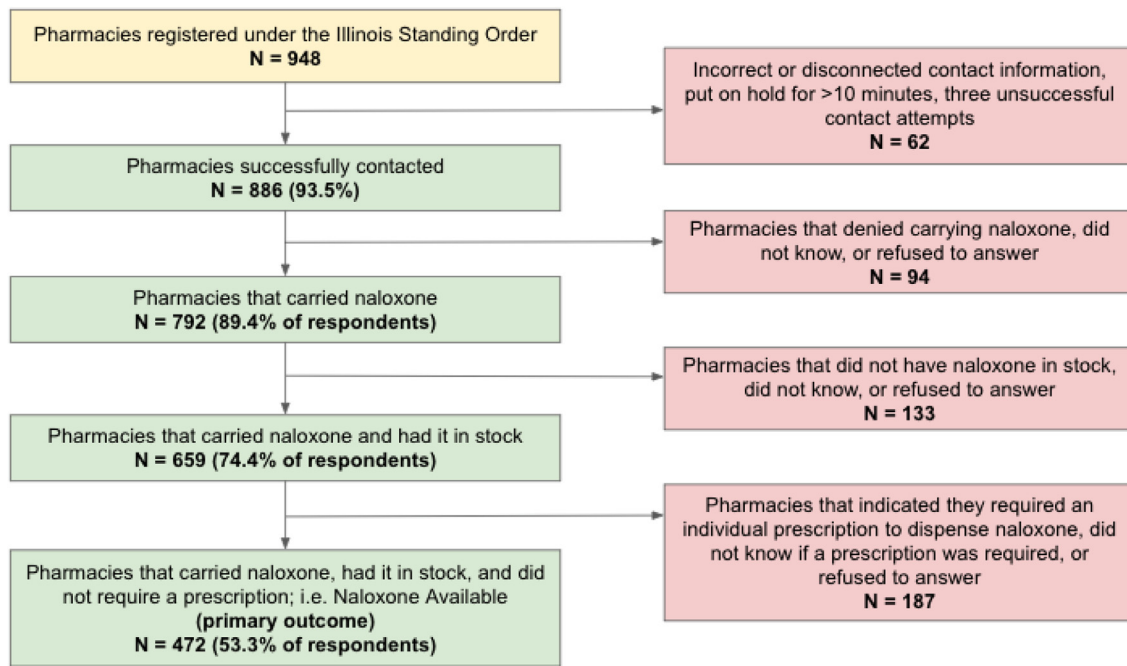 Pharmacies registered under the Illinois Standing Order
N = 948
Incorrect or disconnected contact information,
put on hold for >10 minutes, three unsuccessful
contact attempts
N = 62
Pharmacies successfully contacted
N = 886 (93.5%)
Pharmacies that denied carrying naloxone, did
not know, or refused to answer
N = 94
Pharmacies that carried naloxone
N = 792 (89.4% of respondents)
Pharmacies that did not have naloxone in stock,
did not know, or refused to answer
N = 133
Pharmacies that carried naloxone and had it in stock
N = 659 (74.4% of respondents)
Pharmacies that indicated they required an
individual prescription to dispense naloxone, did
not know if a prescription was required, or
refused to answer
N = 187
Pharmacies that carried naloxone, had it in stock, and did
not require a prescription; i.e. Naloxone Available
(primary outcome)
N = 472 (53.3% of respondents)